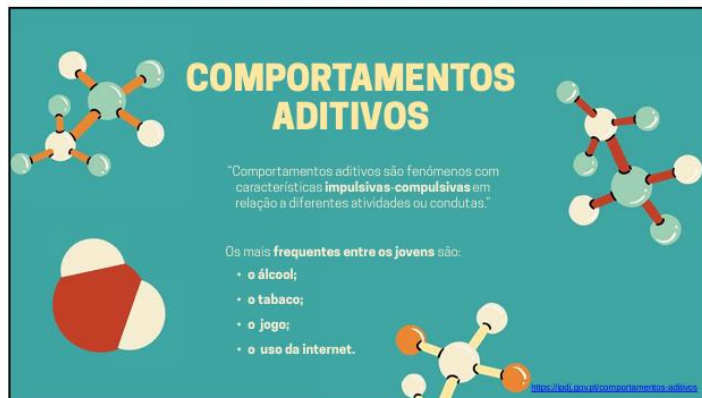 COMPORTAMENTOS
ADITIVOS
“Comportamentos aditivos são fenómenos com
características impulsivas-compulsivas em
relação a diferentes atividades ou condutas.”
Os mais frequentes entre os jovens são:
• o álcool;
• o tabaco;
• o jogo;
• o uso da internet.
https://ipdj.gov.pt/comportamentos-aditivos